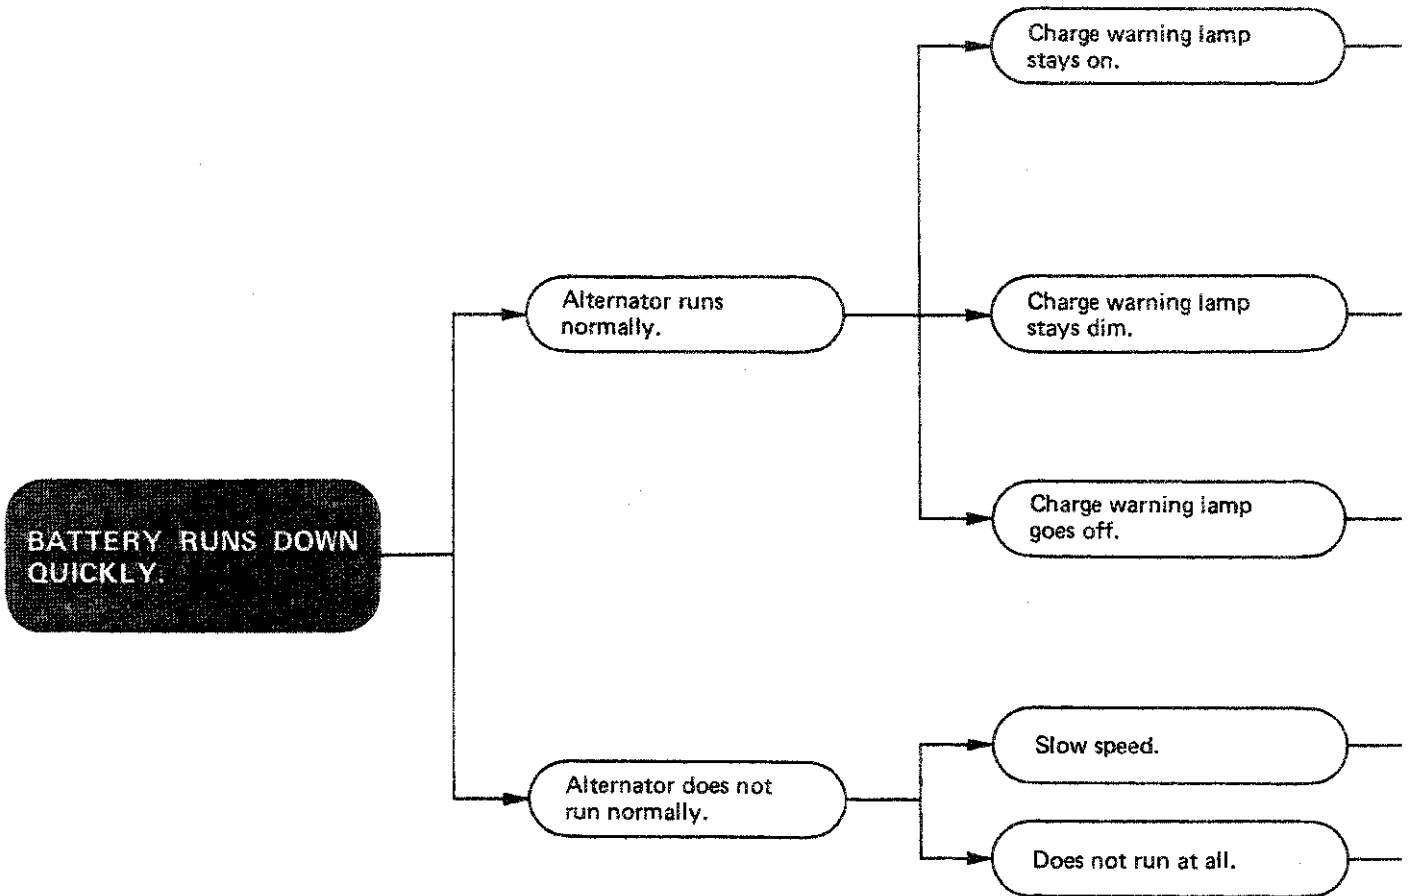 Charge warning lamp
stays on.
Alternator runs
normally.
Charge warning lamp
stays dim.
Charge warning lamp
goes off.
BATTERY RUNS DOWN
QUICKLY.
Slow speed.
Alternator does not
run normally.
Does not run at all.